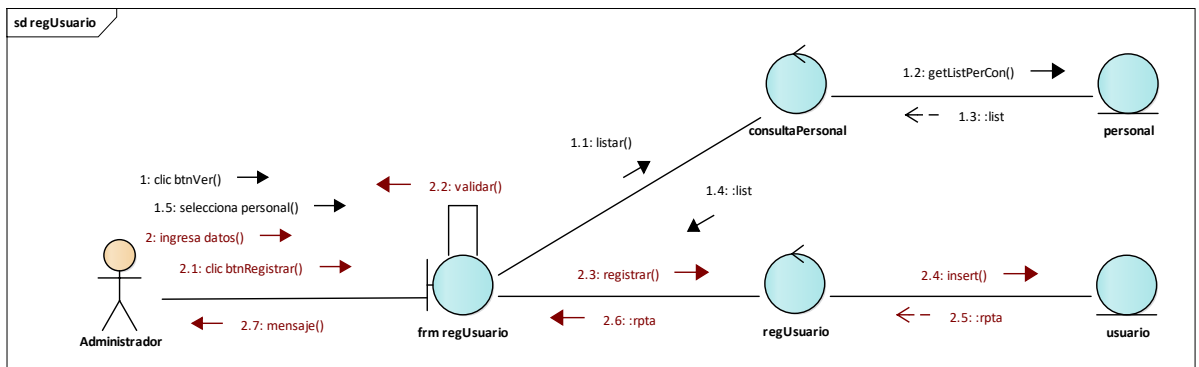 sd regUsuario
1.2: getListPerCon()
consultaPersonal
1.3: :list
personal
1.1: listar()
1: clic btnVer()
2.2: validar()
1.4: :list
1.5: selecciona personal()
2: ingresa datos()
2.1: clic btnRegistrar()
2.3: registrar()
2.4: insert()
2.7: mensaje()
2.6: :rpta
2.5: :rpta
Administrador
frm regUsuario
regUsuario
usuario